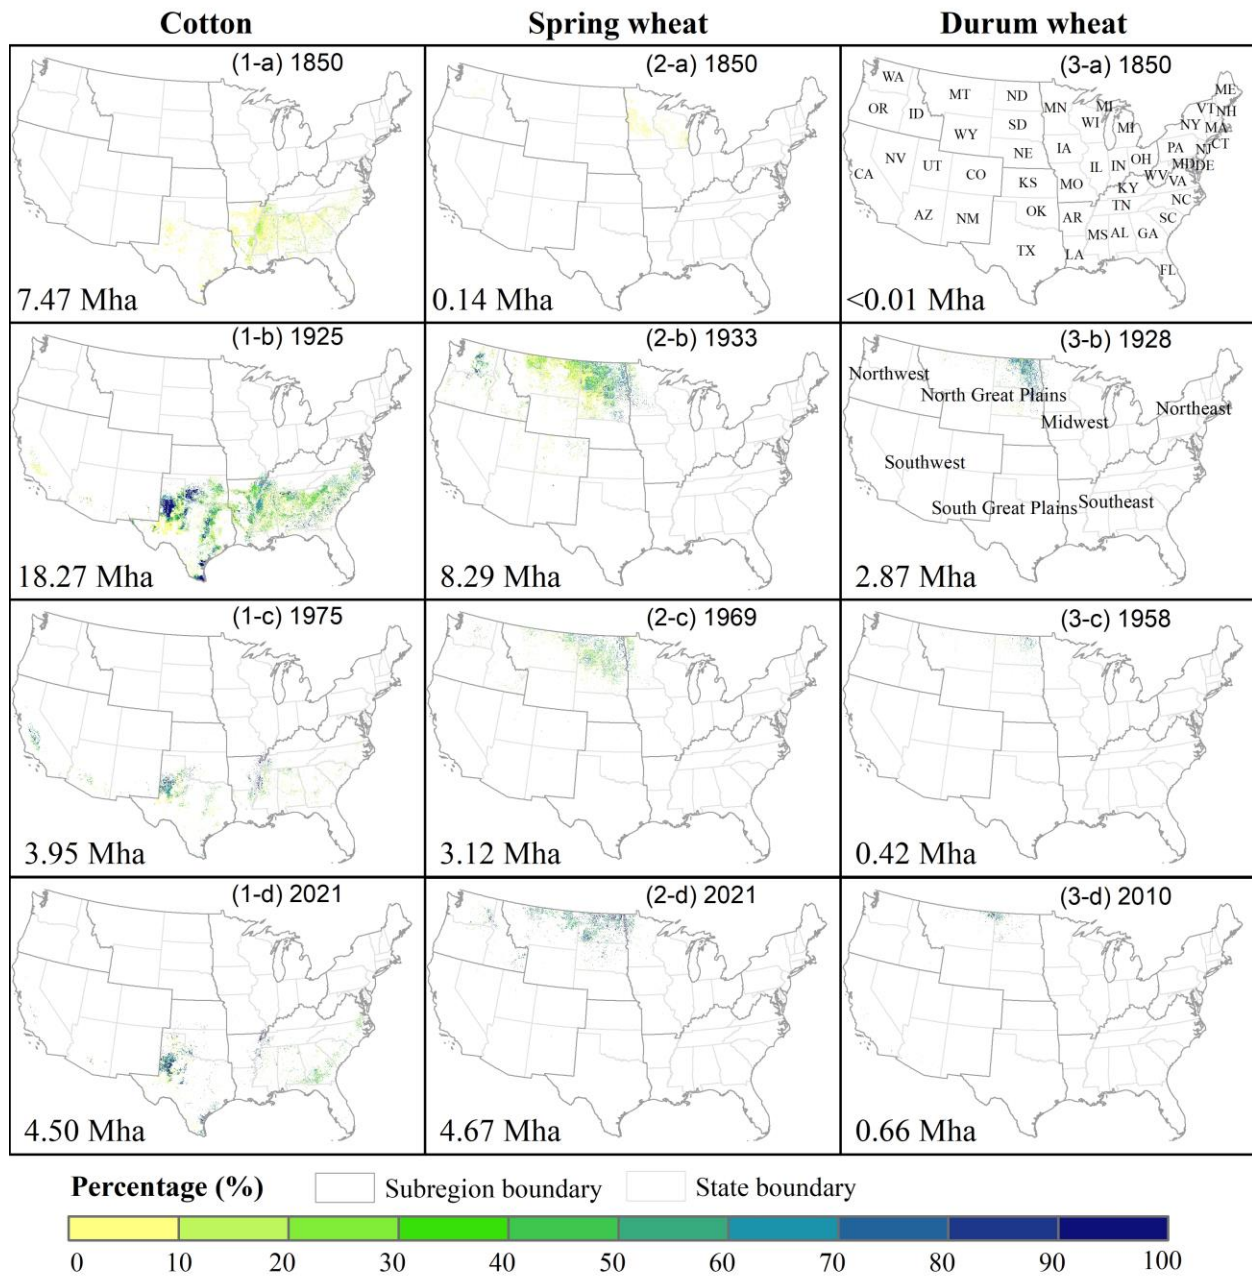 Cotton
Spring wheat
Durum wheat
(1-a) 1850
7.47 Mha
(2-a) 1850
0.14 Mha
(3-a) 1850
WA
MT
ND
MN
MI
ME
VT NH
OR
ID
SD
WI
MI
NY
MA
CT
WY
NE
IA
PA
NJ
NV
UT
CO
IL
IN
OH
MD DE
CA
KS
MO
WV
VA
KY
AZ
NM
OK
AR
TN
NC
SC
TX
LA
MS
AL
GA
FL
<0.01 Mha
(1-b) 1925
18.27 Mha
(2-b) 1933
8.29 Mha
(3-b) 1928
Northwest
North Great Plains
Northeast
Midwest
Southwest
South Great Plains
Southeast
2.87 Mha
(1-c) 1975
3.95 Mha
(2-c) 1969
3.12 Mha
(3-c) 1958
0.42 Mha
(1-d) 2021
4.50 Mha
(2-d) 2021
4.67 Mha
(3-d) 2010
0.66 Mha
Percentage (%)
Subregion boundary
State boundary
0 10 20 30 40 50 60 70 80 90 100